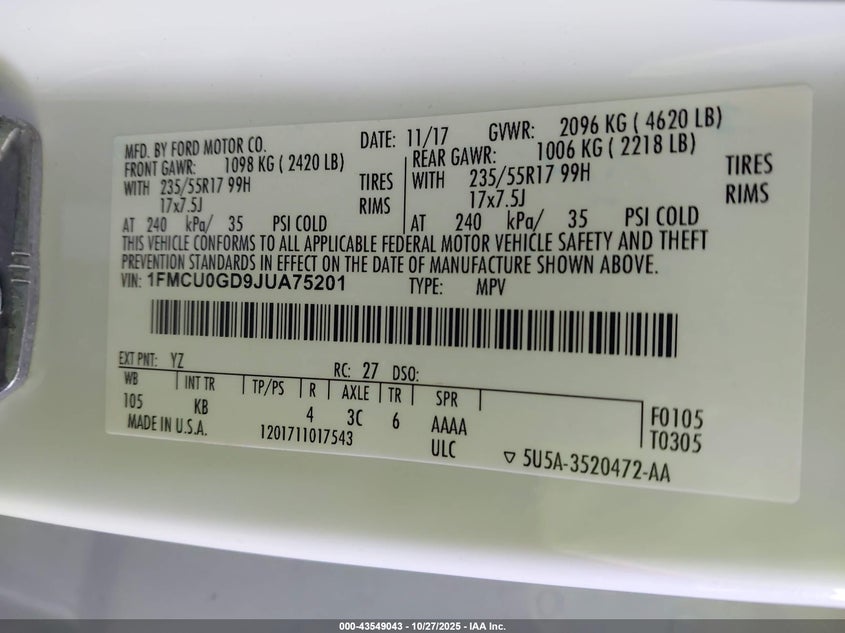 MFD. BY FORD MOTOR CO. DATE: 11/17 GVWR: 2096 KG ( 4620 LB)
FRONT GAWR: 1098 KG ( 2420 LB) REAR GAWR: 1006 KG ( 2218 LB)
WITH 235/55R17 99H TIRES WITH 235/55R17 99H TIRES
17x7.5J RIMS 17x7.5J RIMS
AT 240 kPa/ 35 PSI COLD AT 240 kPa/ 35 PSI COLD
THIS VEHICLE CONFORMS TO ALL APPLICABLE FEDERAL MOTOR VEHICLE SAFETY AND THEFT
PREVENTION STANDARDS IN EFFECT ON THE DATE OF MANUFACTURE SHOWN ABOVE.
VIN: 1FMCU0GD9JUA75201 TYPE: MPV
EXT PNT: YZ RC: 27 DSO:
WB INT TR TP/PS R AXLE TR SPR
105 KB 4 3C 6 AAAA F0105
MADE IN U.S.A. 1201711017543 ULC T0305
▽ 5U5A-3520472-AA
000-43549043 - 10/27/2025 - IAA Inc.